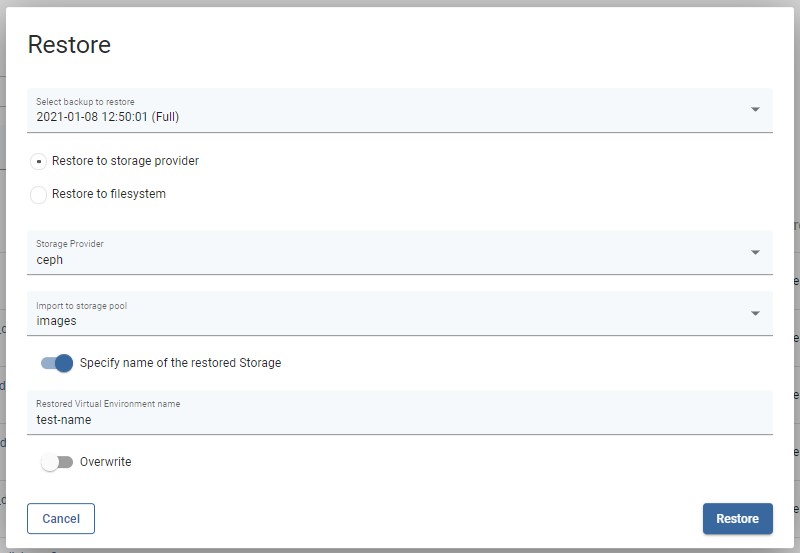 Restore
Select backup to restore
2021-01-08 12:50:01 (Full)
Restore to storage provider
Restore to filesystem
Storage Provider
ceph
Import to storage pool
images
Specify name of the restored Storage
Restored Virtual Environment name
test-name
Overwrite
Cancel
Restore